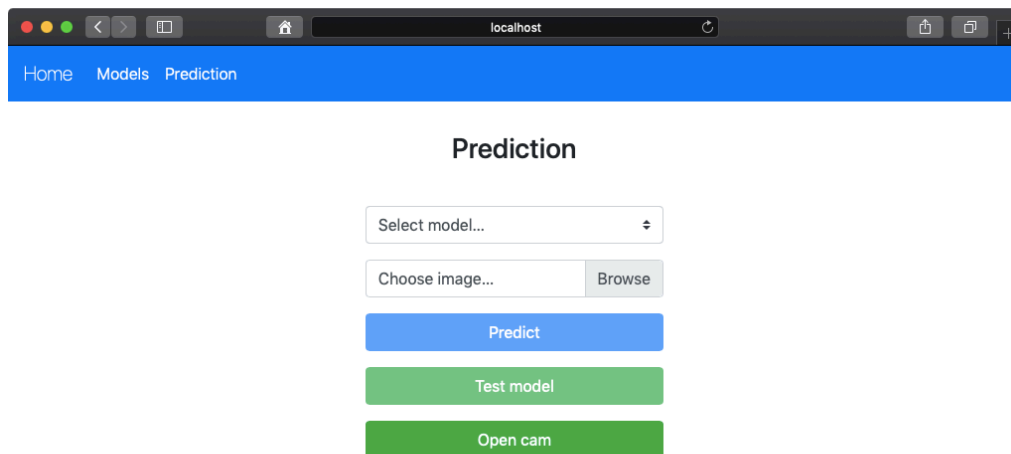 localhost
Home Models Prediction
Prediction
Select model...
Choose image... Browse
Predict
Test model
Open cam